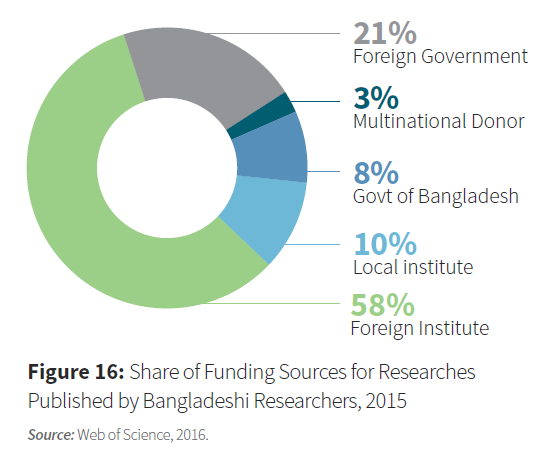 21%
Foreign Government
3%
Multinational Donor
8%
Govt of Bangladesh
10%
Local institute
58%
Foreign Institute
Figure 16: Share of Funding Sources for Researches
Published by Bangladeshi Researchers, 2015
Source: Web of Science, 2016.